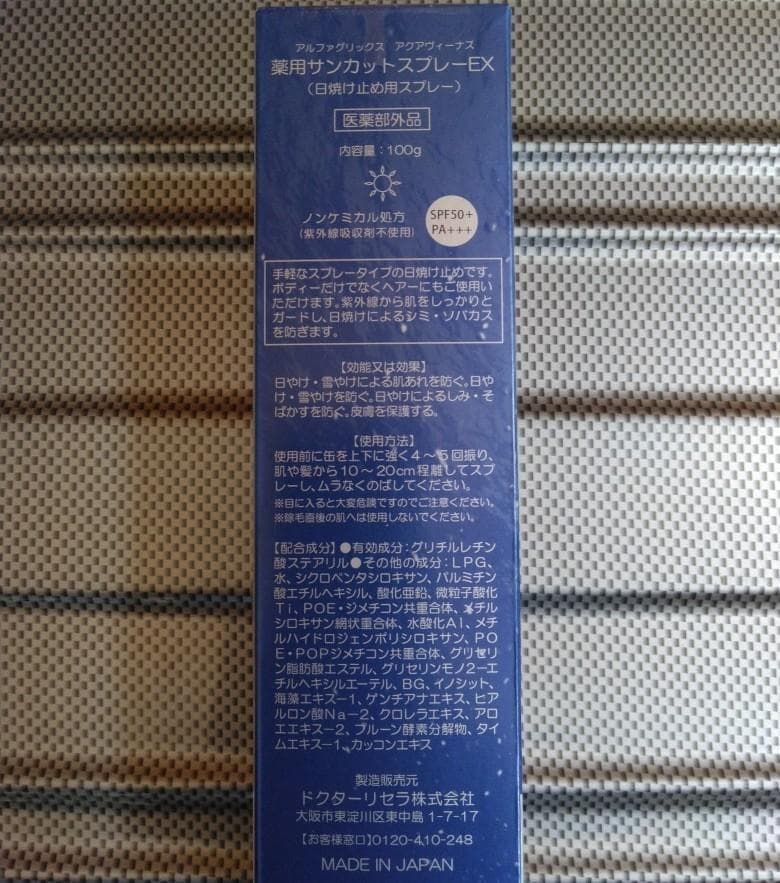 アルファグリックス　アクアヴィーナス
薬用サンカットスプレーEX
（日焼け止め用スプレー）
医薬部外品
内容量：100g
ノンケミカル処方
（紫外線吸収剤不使用）
SPF50+
PA+++
手軽なスプレータイプの日焼け止めです。
ボディーだけでなくヘアーにもご使用い
ただけます。紫外線から肌をしっかりと
ガードし、日焼けによるシミ・ソバカス
を防ぎます。
【効能又は効果】
日やけ・雪やけによる肌あれを防ぐ。日や
け・雪やけを防ぐ。日やけによるしみ・そ
ばかすを防ぐ。皮膚を保護する。
【使用方法】
使用前に缶を上下に強く4～5回振り、
肌や髪から10～20cm程離してスプ
レーし、ムラなくのばしてください。
※目に入ると大変危険ですのでご注意ください。
※除毛直後の肌へは使用しないでください。
【配合成分】●有効成分：グリチルレチン
酸ステアリル●その他の成分：LPG、
水、シクロペンタシロキサン、パルミチン
酸エチルヘキシル、酸化亜鉛、微粒子酸化
Ti、POE・ジメチコン共重合体、メチル
シロキサン網状重合体、水酸化Al、メチ
ルハイドロジェンポリシロキサン、PO
E・POPジメチコン共重合体、グリセリ
ン脂肪酸エステル、グリセリンモノ2ーエ
チルヘキシルエーテル、BG、イノシット、
海藻エキスー1、ゲンチアナエキス、ヒア
ルロン酸Naー2、クロレラエキス、アロ
エエキスー2、プルーン酵素分解物、タイ
ムエキスー1、カッコンエキス
製造販売元
ドクターリセラ株式会社
大阪市東淀川区東中島1-7-17
【お客様窓口】0120-410-248
MADE IN JAPAN